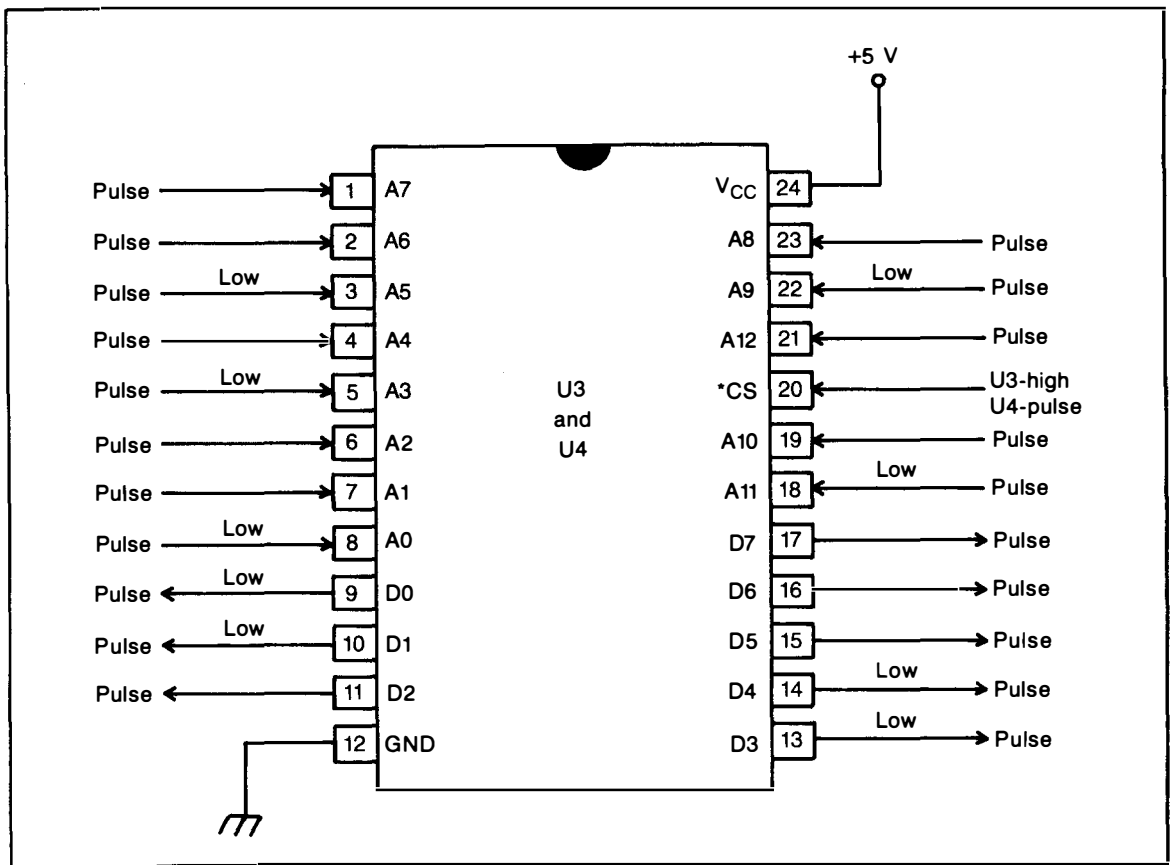 +5 V
Pulse 1 A7 VCC 24
Pulse 2 A6 A8 23 Pulse
Pulse Low 3 A5 A9 22 Low Pulse
Pulse 4 A4 A12 21 Pulse
Pulse Low 5 A3 U3 *CS 20 U3-high
and U4-pulse
Pulse 6 A2 U4 A10 19 Pulse
Pulse 7 A1 A11 18 Low Pulse
Pulse Low 8 A0 D7 17 Pulse
Pulse Low 9 D0 D6 16 Pulse
Pulse Low 10 D1 D5 15 Pulse
Pulse 11 D2 D4 14 Low Pulse
12 GND D3 13 Low Pulse